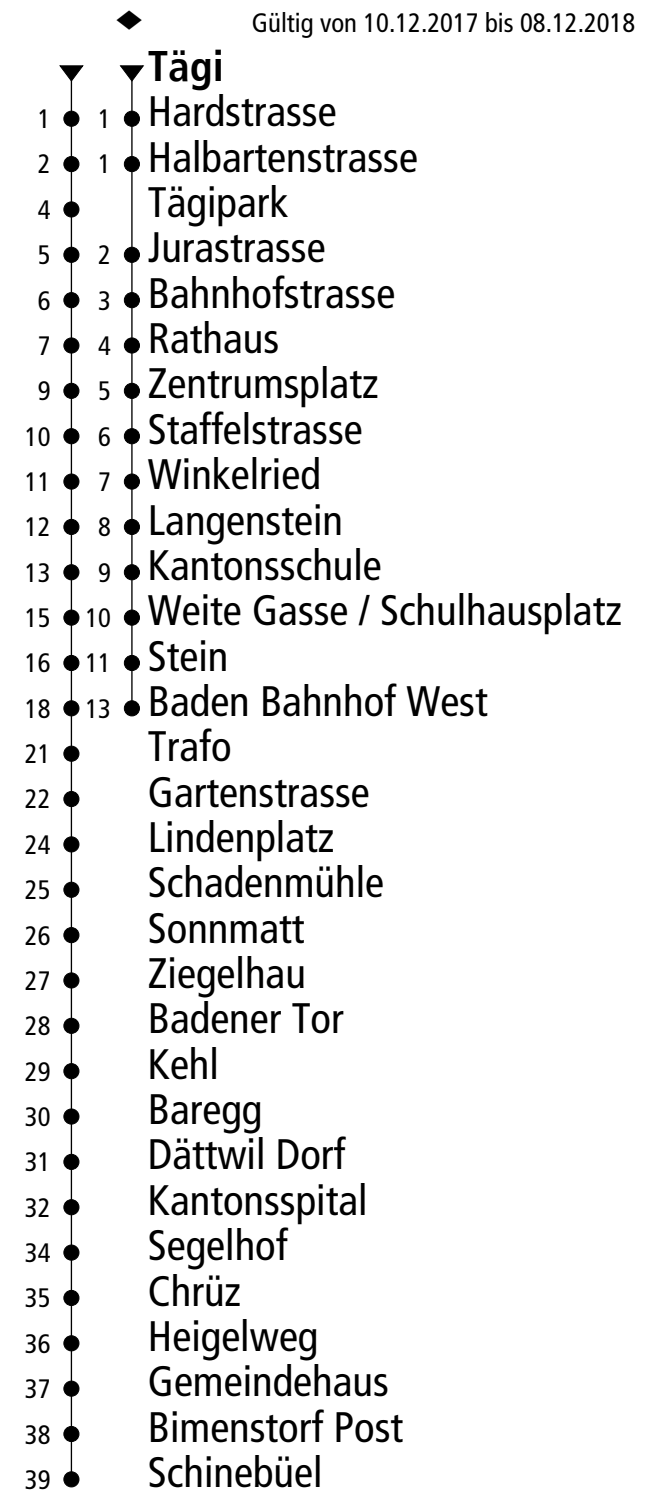 Gültig von 10.12.2017 bis 08.12.2018
Tägi
1 1 Hardstrasse
2 1 Halbartenstrasse
4 Tägipark
5 2 Jurastrasse
6 3 Bahnhofstrasse
7 4 Rathaus
9 5 Zentrumsplatz
10 6 Staffelstrasse
11 7 Winkelried
12 8 Langenstein
13 9 Kantonsschule
15 10 Weite Gasse / Schulhausplatz
16 11 Stein
18 13 Baden Bahnhof West
21 Trafo
22 Gartenstrasse
24 Lindenplatz
25 Schadenmühle
26 Sonnmatt
27 Ziegelhau
28 Badener Tor
29 Kehl
30 Baregg
31 Dättwil Dorf
32 Kantonsspital
34 Segelhof
35 Chrüz
36 Heigelweg
37 Gemeindehaus
38 Bimenstorf Post
39 Schinebüel